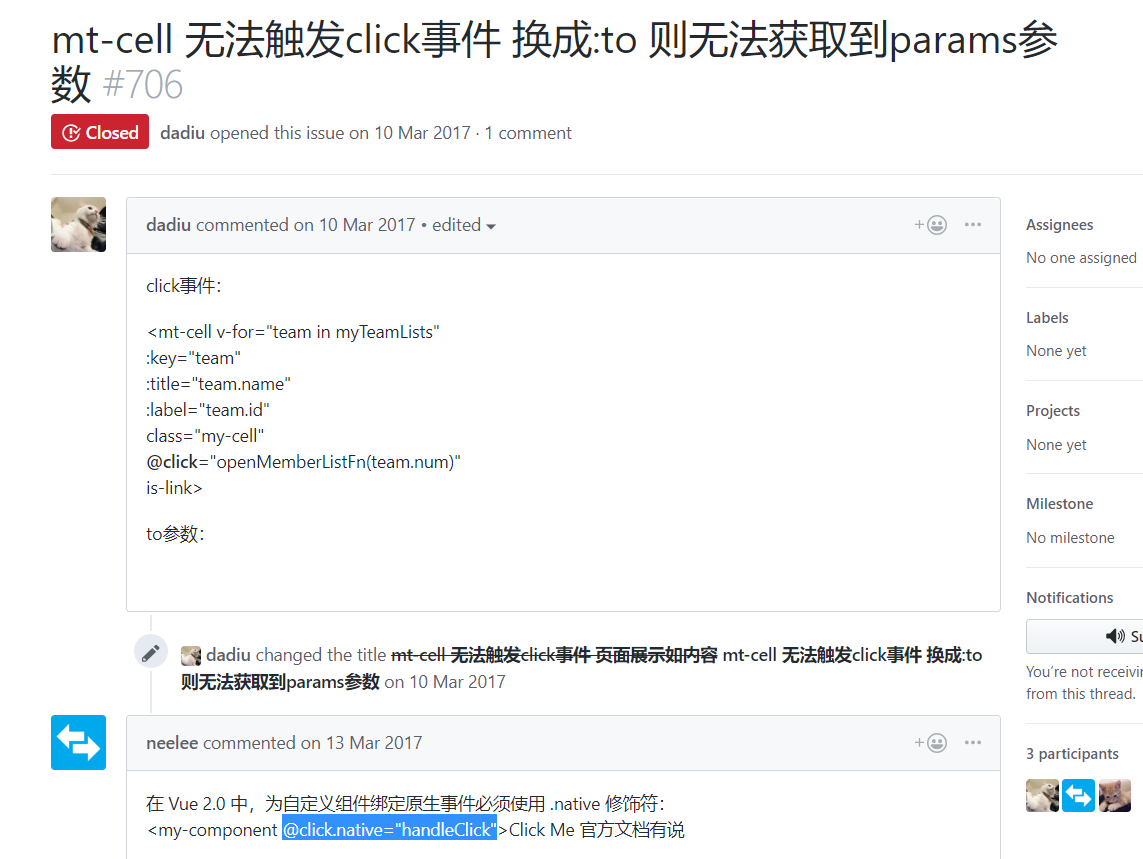 mt-cell 无法触发click事件 换成:to 则无法获取到params参
数 #706
Closed dadiu opened this issue on 10 Mar 2017 · 1 comment
dadiu commented on 10 Mar 2017 • edited
click事件：
<mt-cell v-for="team in myTeamLists"
:key="team"
:title="team.name"
:label="team.id"
class="my-cell"
@click="openMemberListFn(team.num)"
is-link>
to参数：
dadiu changed the title mt-cell 无法触发click事件 页面展示如内容 mt-cell 无法触发click事件 换成:to
则无法获取到params参数 on 10 Mar 2017
neelee commented on 13 Mar 2017
在 Vue 2.0 中，为自定义组件绑定原生事件必须使用 .native 修饰符：
<my-component @click.native="handleClick">Click Me 官方文档有说
Assignees
No one assigned
Labels
None yet
Projects
None yet
Milestone
No milestone
Notifications
Su
You're not receivin
from this thread.
3 participants